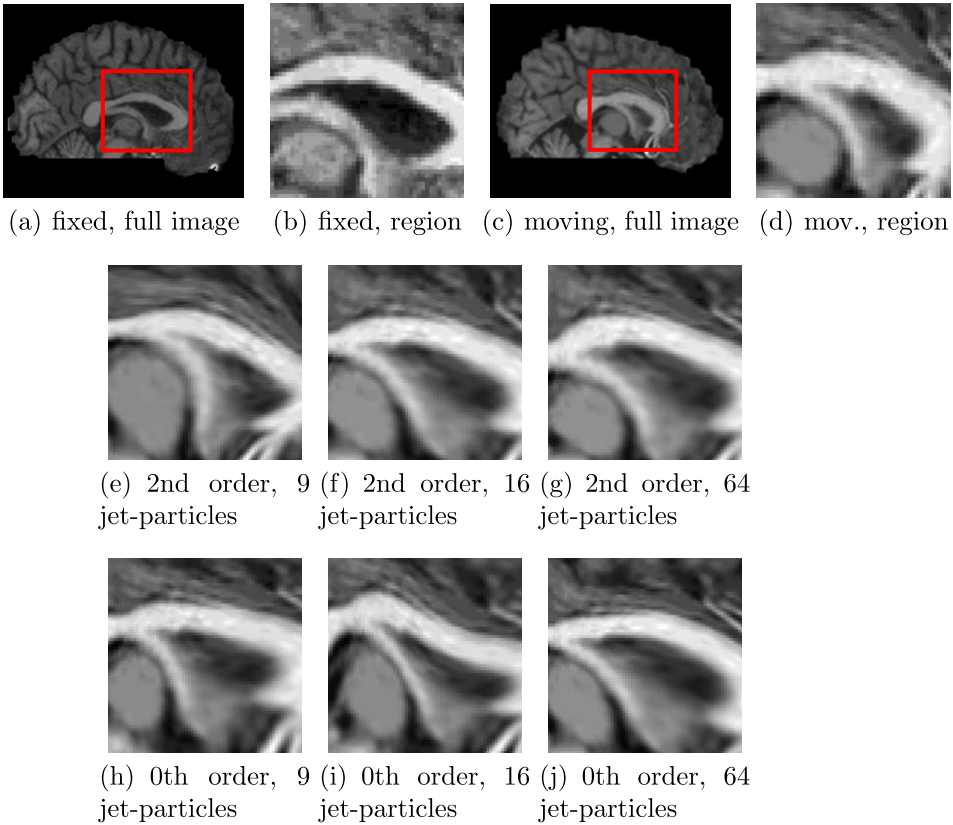 (a) fixed, full image (b) fixed, region (c) moving, full image (d) mov., region
(e) 2nd order, 9 (f) 2nd order, 16 (g) 2nd order, 64
jet-particles jet-particles jet-particles
(h) 0th order, 9 (i) 0th order, 16 (j) 0th order, 64
jet-particles jet-particles jet-particles